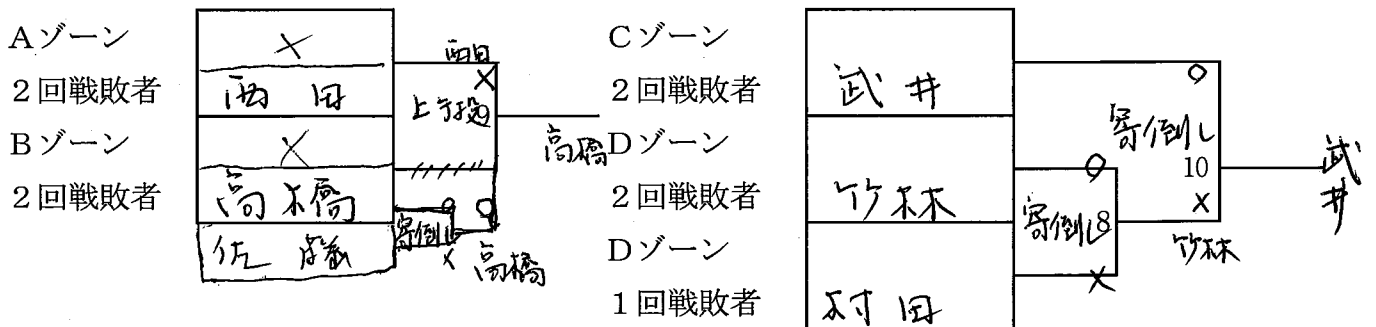 Aゾーン
2回戦敗者
Bゾーン
2回戦敗者
×
西田
×
高橋
佐藤
西田
×
上手投
9
高橋
○
寄倒し
○
×
高橋
Cゾーン
2回戦敗者
Dゾーン
2回戦敗者
Dゾーン
1回戦敗者
武井
竹林
村田
○
寄倒し
10
×
武井
○
寄倒し8
×
竹林